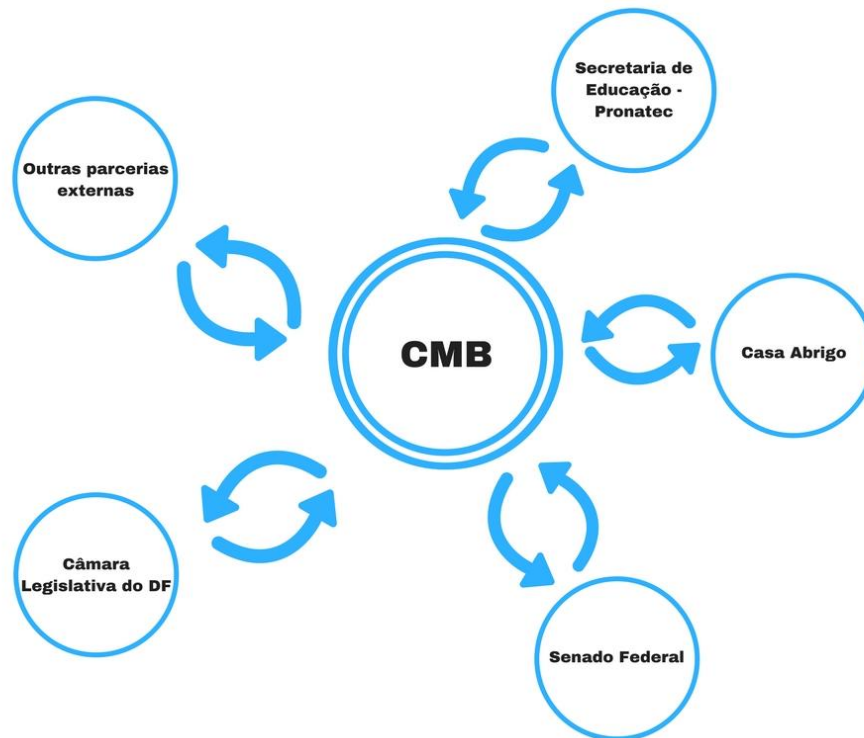 Secretaria de
Educação -
Pronatec
Outras parcerias
externas
CMB
Casa Abrigo
Câmara
Legislativa do DF
Senado Federal